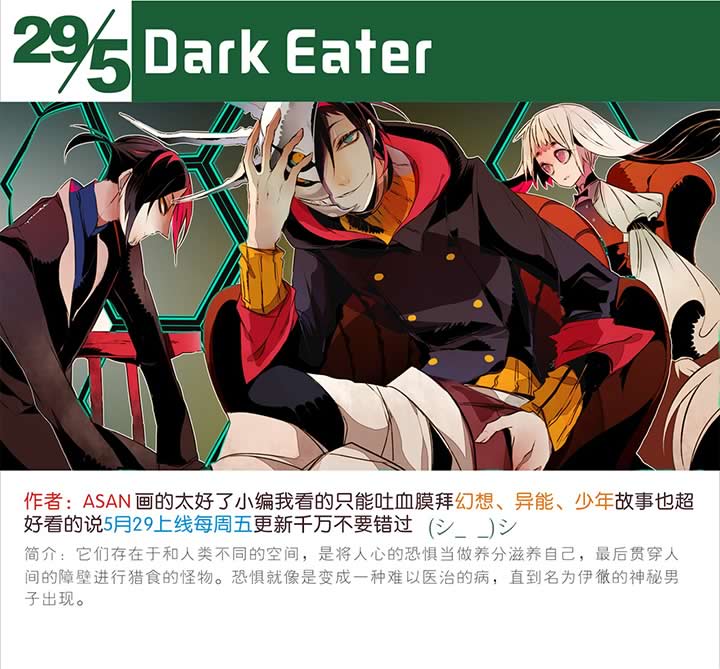 29/5 Dark Eater
作者：ASAN 画的太好了小编我看的只能吐血膜拜幻想、异能、少年故事也超
好看的说5月29上线每周五更新千万不要错过 (シ_ _)シ
简介：它们存在于和人类不同的空间，是将人心的恐惧当做养分滋养自己，最后贯穿人
间的障壁进行猎食的怪物。恐惧就像是变成一种难以医治的病，直到名为伊徹的神秘男
子出现。